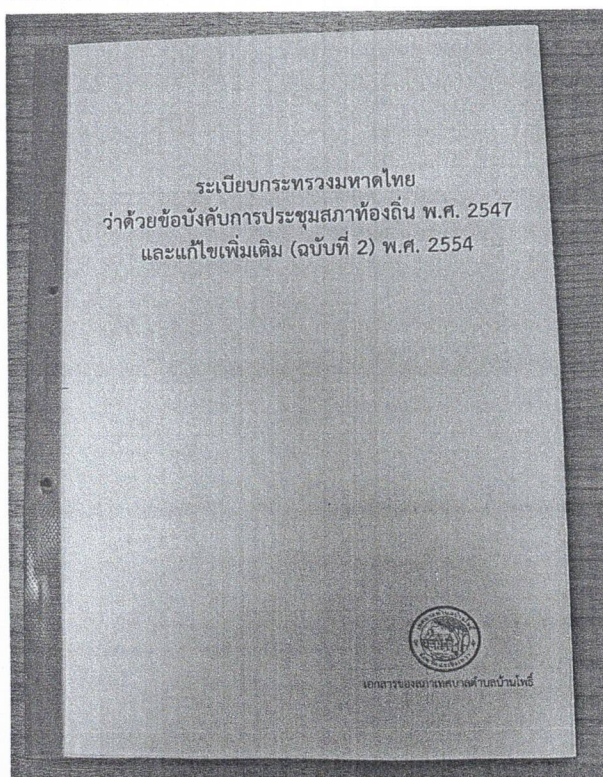 ระเบียบกระทรวงมหาดไทย
ว่าด้วยข้อบังคับการประชุมสภาท้องถิ่น พ.ศ. 2547
และแก้ไขเพิ่มเติม (ฉบับที่ 2) พ.ศ. 2554
เอกสารของสภาเทศบาลตำบลบ้านโพธิ์